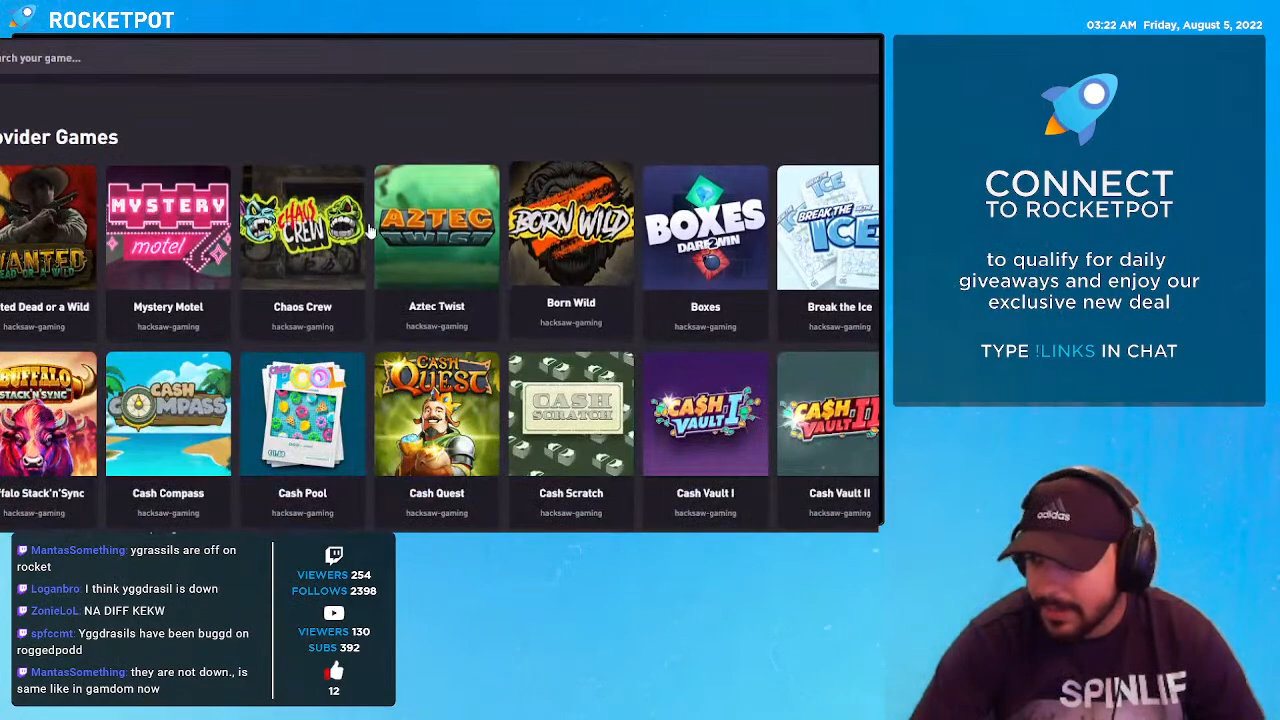 ROCKETPOT
03:22 AM Friday, August 5, 2022
rch your game...
ovider Games
WANTED
MYSTERY
motel
CHAOS
CREW
AZTEC
TWIST
BORN WILD
BOXES
DARE2WIN
BREAK THE
ICE
ted Dead or a Wild
Mystery Motel
Chaos Crew
Aztec Twist
Born Wild
Boxes
Break the Ice
hacksaw-gaming
hacksaw-gaming
hacksaw-gaming
hacksaw-gaming
hacksaw-gaming
hacksaw-gaming
hacksaw-gaming
BUFFALO
STACK'N'SYNC
CASH
COMPASS
CASH
QUEST
CASH
SCRATCH
CA$H
VAULT I
CA$H
VAULT II
ffalo Stack'n'Sync
Cash Compass
Cash Pool
Cash Quest
Cash Scratch
Cash Vault I
Cash Vault II
hacksaw-gaming
hacksaw-gaming
hacksaw-gaming
hacksaw-gaming
hacksaw-gaming
hacksaw-gaming
hacksaw-gaming
CONNECT
TO ROCKETPOT
to qualify for daily
giveaways and enjoy our
exclusive new deal
TYPE !LINKS IN CHAT
MantasSomething: ygrassils are off on
rocket
Loganbro: I think yggdrasil is down
ZonieLoL: NA DIFF KEKW
spfccmt: Yggdrasils have been buggd on
roggedpodd
MantasSomething: they are not down., is
same like in gamdom now
VIEWERS 254
FOLLOWS 2398
VIEWERS 130
SUBS 392
12
adidas
SPINLIF